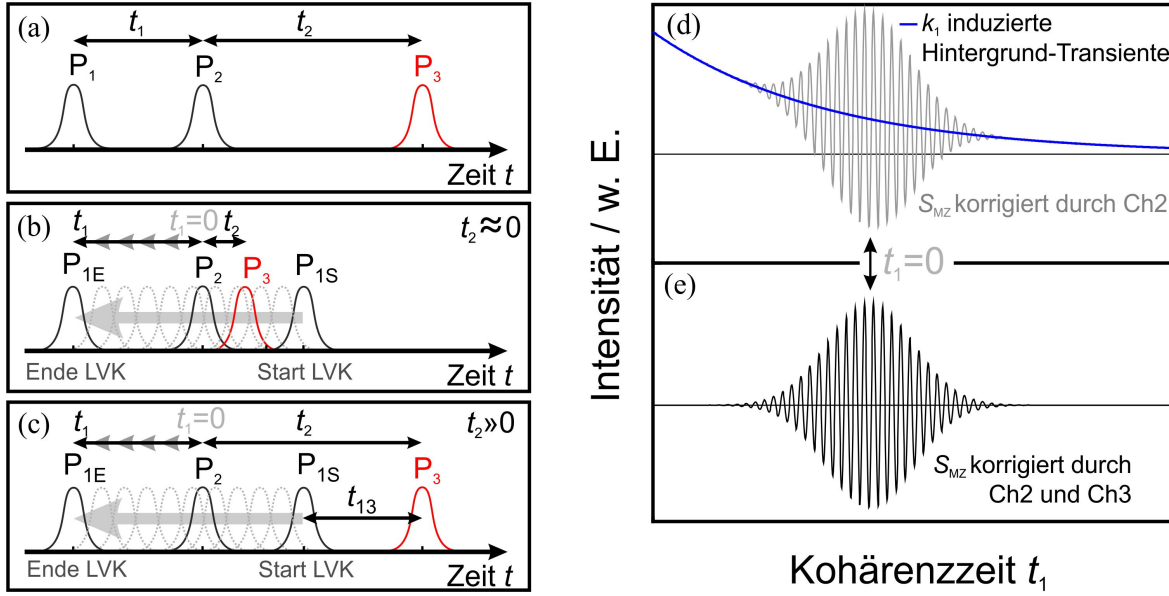 (a)
t₁ t₂
P₁ P₂ P₃
Zeit t
(b)
t₁ t₁=0 t₂ t₂≈0
P₁E P₂ P₃ P₁S
Ende LVK Start LVK Zeit t
(c)
t₁ t₁=0 t₂ t₂»0
P₁E P₂ P₁S P₃
t₁₃
Ende LVK Start LVK Zeit t
Intensität / w. E.
(d)
k₁ induzierte
Hintergrund-Transiente
S_MZ korrigiert durch Ch2
t₁=0
(e)
S_MZ korrigiert durch
Ch2 und Ch3
Kohärenzzeit t₁